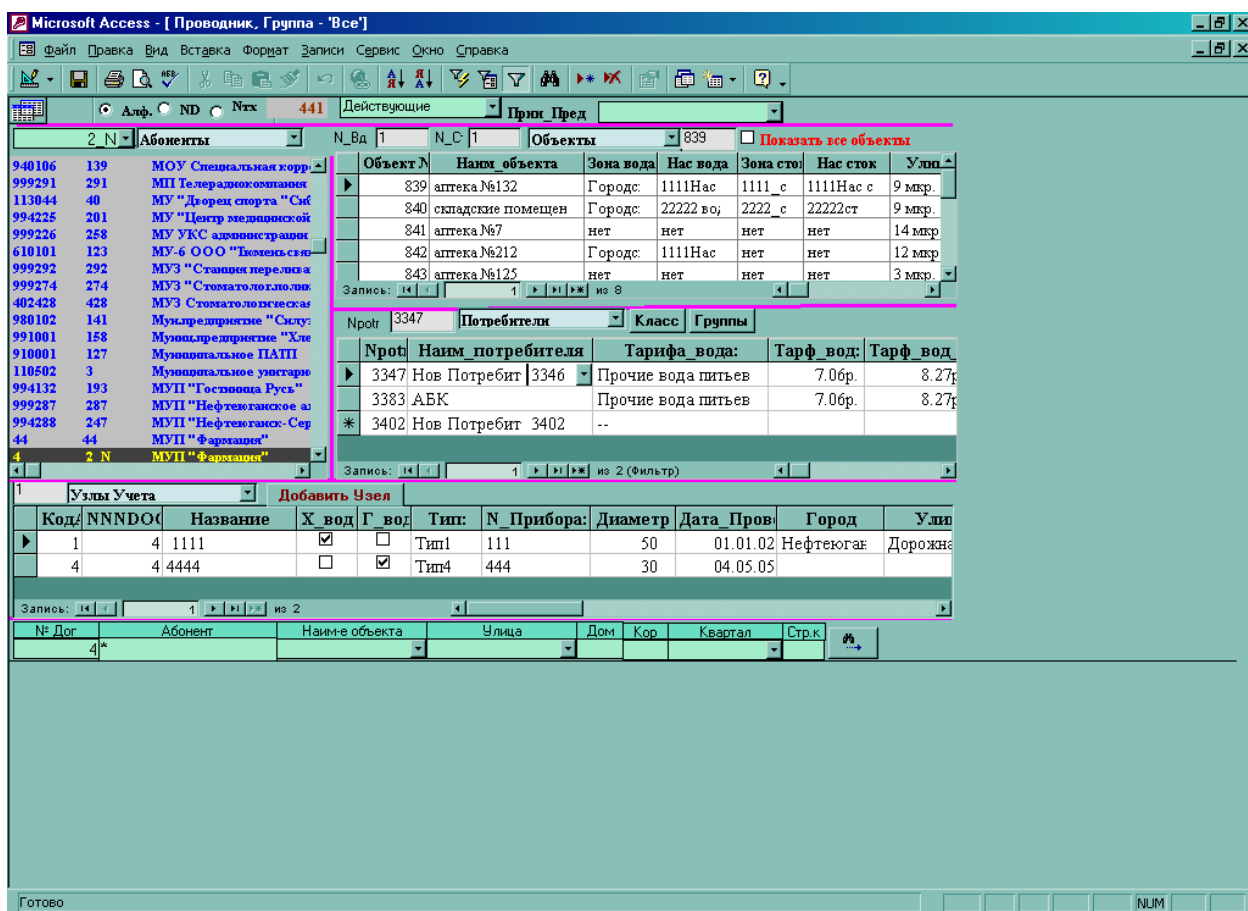 Microsoft Access - [ Проводник, Группа - 'Все']
Файл Правка Вид Вставка Формат Записи Сервис Окно Справка
Алф. ND Nтх 441 Действующие Прин_Пред
2_N Абоненты N_Вд 1 N_С 1 Объекты 839 Показать все объекты
940106 139 МОУ Специальная корр
999291 291 МП Телерадиокомпания
113044 40 МУ "Дворец спорта "Сиб
994225 201 МУ "Центр медицинской
999226 258 МУ УКС администрации
610101 123 МУ-6 ООО "Тюменьсвя
999292 292 МУЗ "Станция перелива
999274 274 МУЗ "Стоматолог.полик
402428 428 МУЗ Стоматологическая
980102 141 Мун.предприятие "Силу
991001 158 Муниц.предприятие "Хле
910001 127 Муниципальное ПАТП
110502 3 Муниципальное унитарно
994132 193 МУП "Гостиница Русь"
999287 287 МУП "Нефтеюганское а
994288 247 МУП "Нефтеюганск-Сер
44 44 МУП "Фармация"
4 2_N МУП "Фармация"
Объект N Наим_объекта Зона вода Нас вода Зона сто Нас сток Улиц
839 аптека №132 Городс: 1111Нас 1111_с 1111Нас с 9 мкр.
840 складские помещен Городс: 22222 во; 2222_с 22222ст 9 мкр.
841 аптека №7 нет нет нет нет 14 мкр
842 аптека №212 Городс: 1111Нас нет нет 12 мкр
843 аптека №125 нет нет нет нет 3 мкр.
Запись: 1 из 8
Npotr 3347 Потребители Класс Группы
Npot Наим_потребителя Тарифа_вода: Тарф_вод: Тарф_вод_
3347 Нов Потребит 3346 Прочие вода питьев 7.06р. 8.27р
3383 АБК Прочие вода питьев 7.06р. 8.27р
3402 Нов Потребит 3402 --
Запись: 1 из 2 (Фильтр)
1 Узлы Учета Добавить Узел
КодА NNNDO Название Х_вод Г_вод Тип: N_Прибора: Диаметр Дата_Пров Город Улиц
1 4 1111 Тип1 111 50 01.01.02 Нефтеюган Дорожна
4 4 4444 Тип4 444 30 04.05.05
Запись: 1 из 2
№ Дог Абонент Наим-е объекта Улица Дом Кор Квартал Стр.к
4 *
Готово NUM